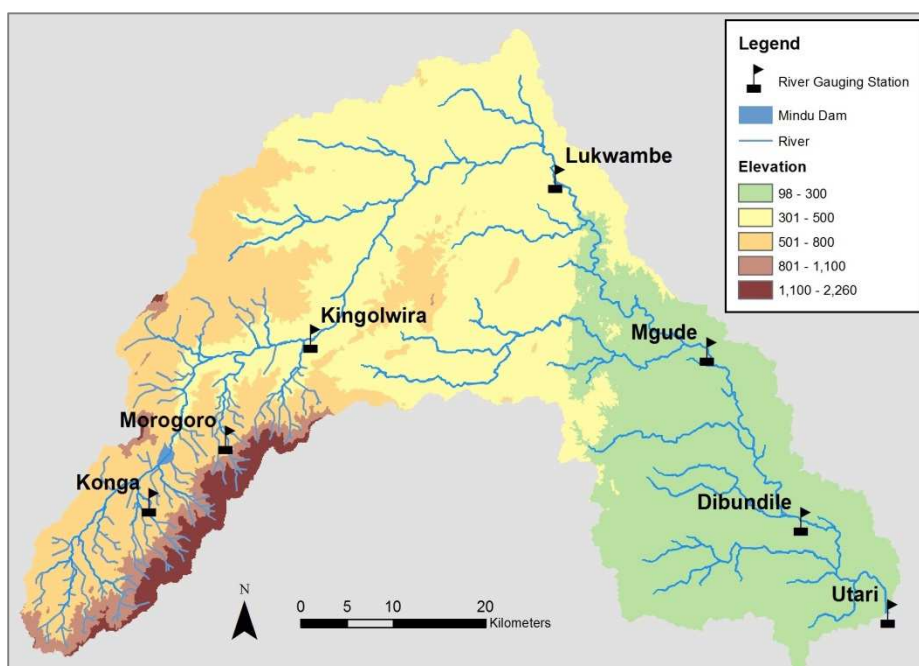 Legend
River Gauging Station
Mindu Dam
River
Elevation
98 - 300
301 - 500
501 - 800
801 - 1,100
1,100 - 2,260
Lukwambe
Kingolwira
Mgude
Morogoro
Konga
Dibundile
Utari
N
0 5 10 20
Kilometers